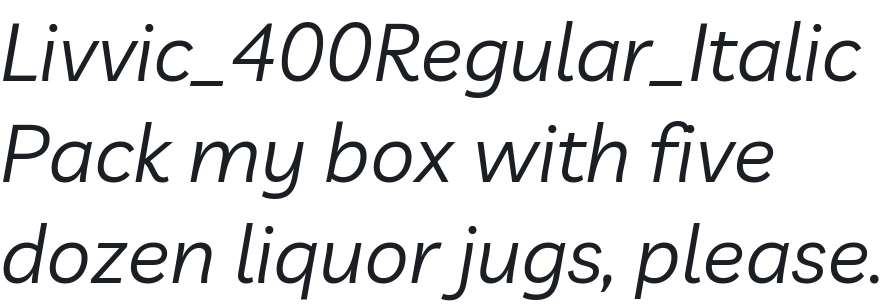 Livvic_400Regular_Italic
Pack my box with five
dozen liquor jugs, please.